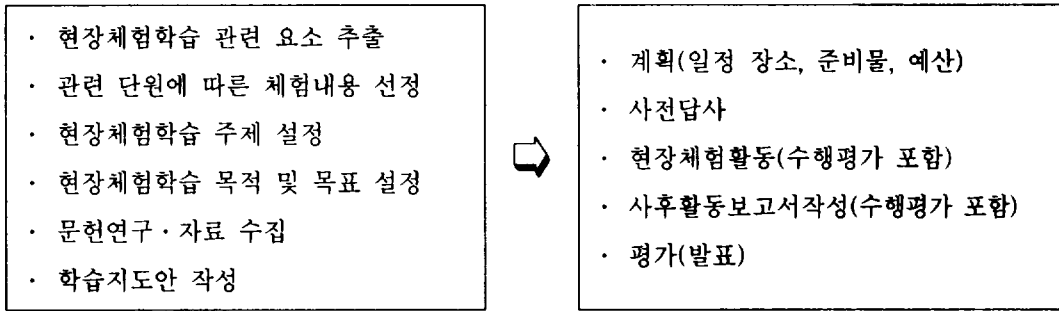 · 현장체험학습 관련 요소 추출
· 관련 단원에 따른 체험내용 선정
· 현장체험학습 주제 설정
· 현장체험학습 목적 및 목표 설정
· 문헌연구 · 자료 수집
· 학습지도안 작성
· 계획(일정 장소, 준비물, 예산)
· 사전답사
· 현장체험활동(수행평가 포함)
· 사후활동보고서작성(수행평가 포함)
· 평가(발표)